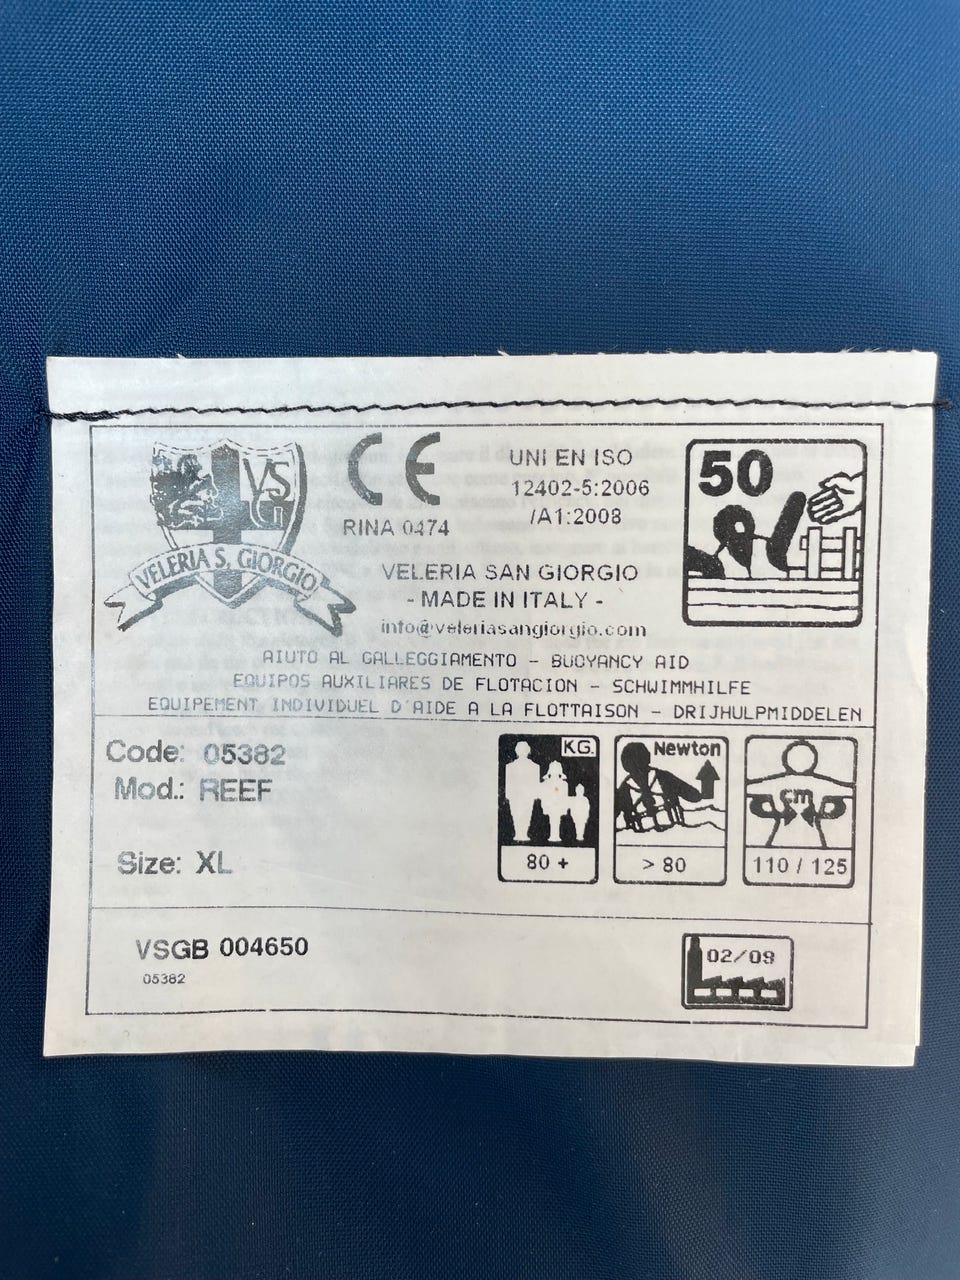 VSG
VELERIA S. GIORGIO
CE
RINA 0474
UNI EN ISO
12402-5:2006
/A1:2008
50
VELERIA SAN GIORGIO
- MADE IN ITALY -
info@veleriasangiorgio.com
AIUTO AL GALLEGGIAMENTO - BUOYANCY AID
EQUIPOS AUXILIARES DE FLOTACION - SCHWIMMHILFE
EQUIPEMENT INDIVIDUEL D'AIDE A LA FLOTTAISON - DRIJHULPMIDDELEN
Code: 05382
Mod.: REEF
Size: XL
KG.
80 +
Newton
> 80
cm
110 / 125
VSGB 004650
05382
02/09